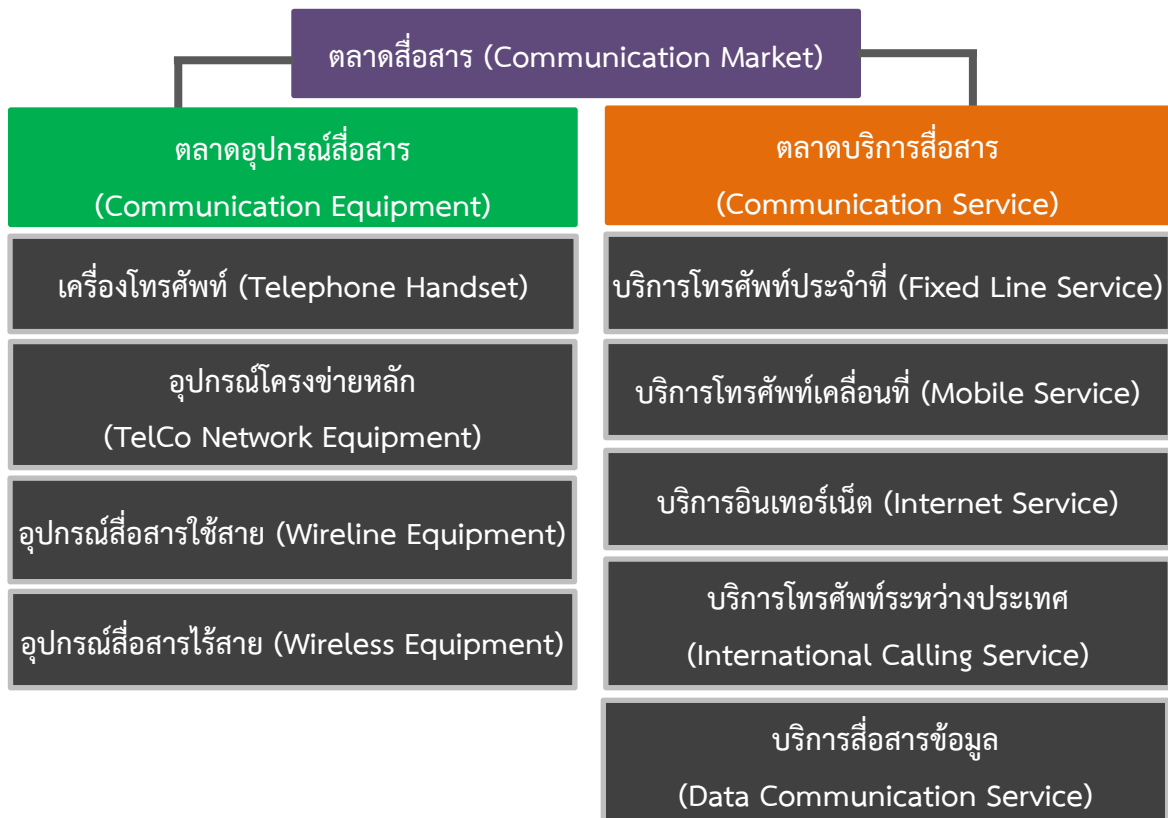 ตลาดสื่อสาร (Communication Market)
ตลาดอุปกรณ์สื่อสาร
(Communication Equipment)
เครื่องโทรศัพท์ (Telephone Handset)
อุปกรณ์โครงข่ายหลัก
(TelCo Network Equipment)
อุปกรณ์สื่อสารใช้สาย (Wireline Equipment)
อุปกรณ์สื่อสารไร้สาย (Wireless Equipment)
ตลาดบริการสื่อสาร
(Communication Service)
บริการโทรศัพท์ประจำที่ (Fixed Line Service)
บริการโทรศัพท์เคลื่อนที่ (Mobile Service)
บริการอินเทอร์เน็ต (Internet Service)
บริการโทรศัพท์ระหว่างประเทศ
(International Calling Service)
บริการสื่อสารข้อมูล
(Data Communication Service)